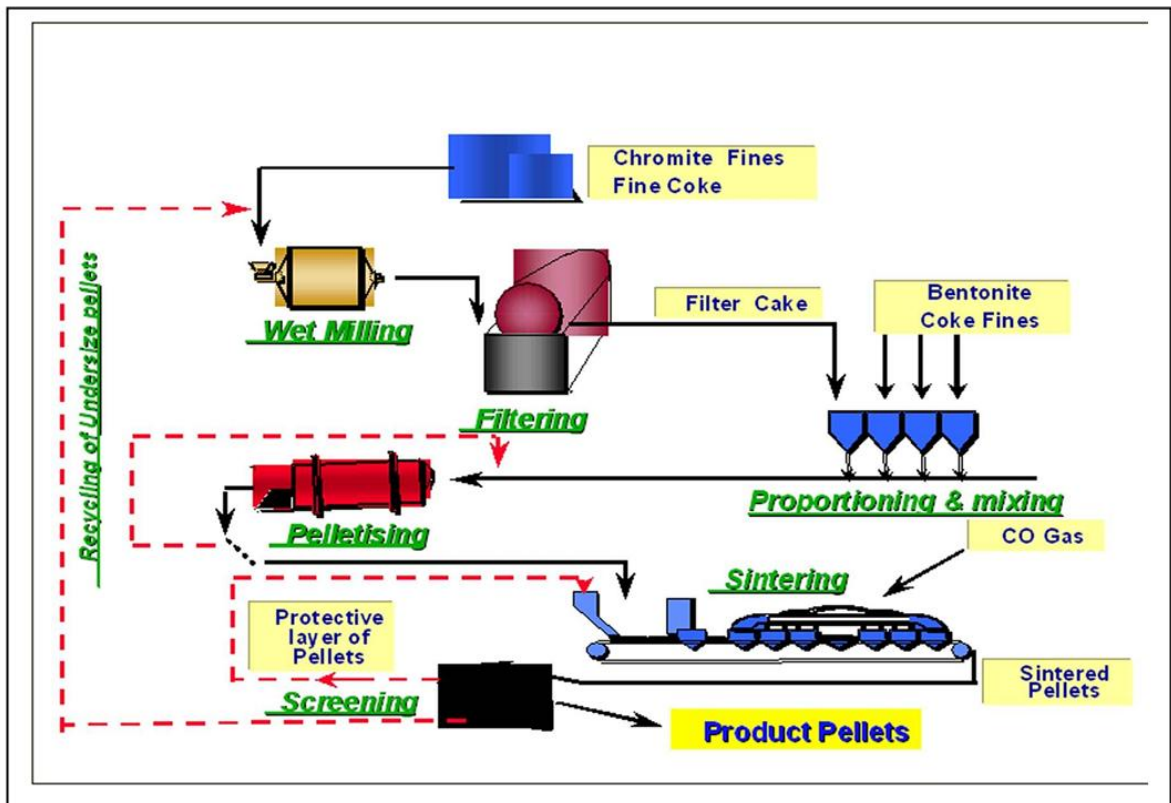 Chromite Fines
Fine Coke
Recycling of Undersize pellets
Wet Milling
Filter Cake
Bentonite
Coke Fines
Filtering
Proportioning & mixing
Pelletising
CO Gas
Sintering
Protective
layer of
Pellets
Screening
Sintered
Pellets
Product Pellets